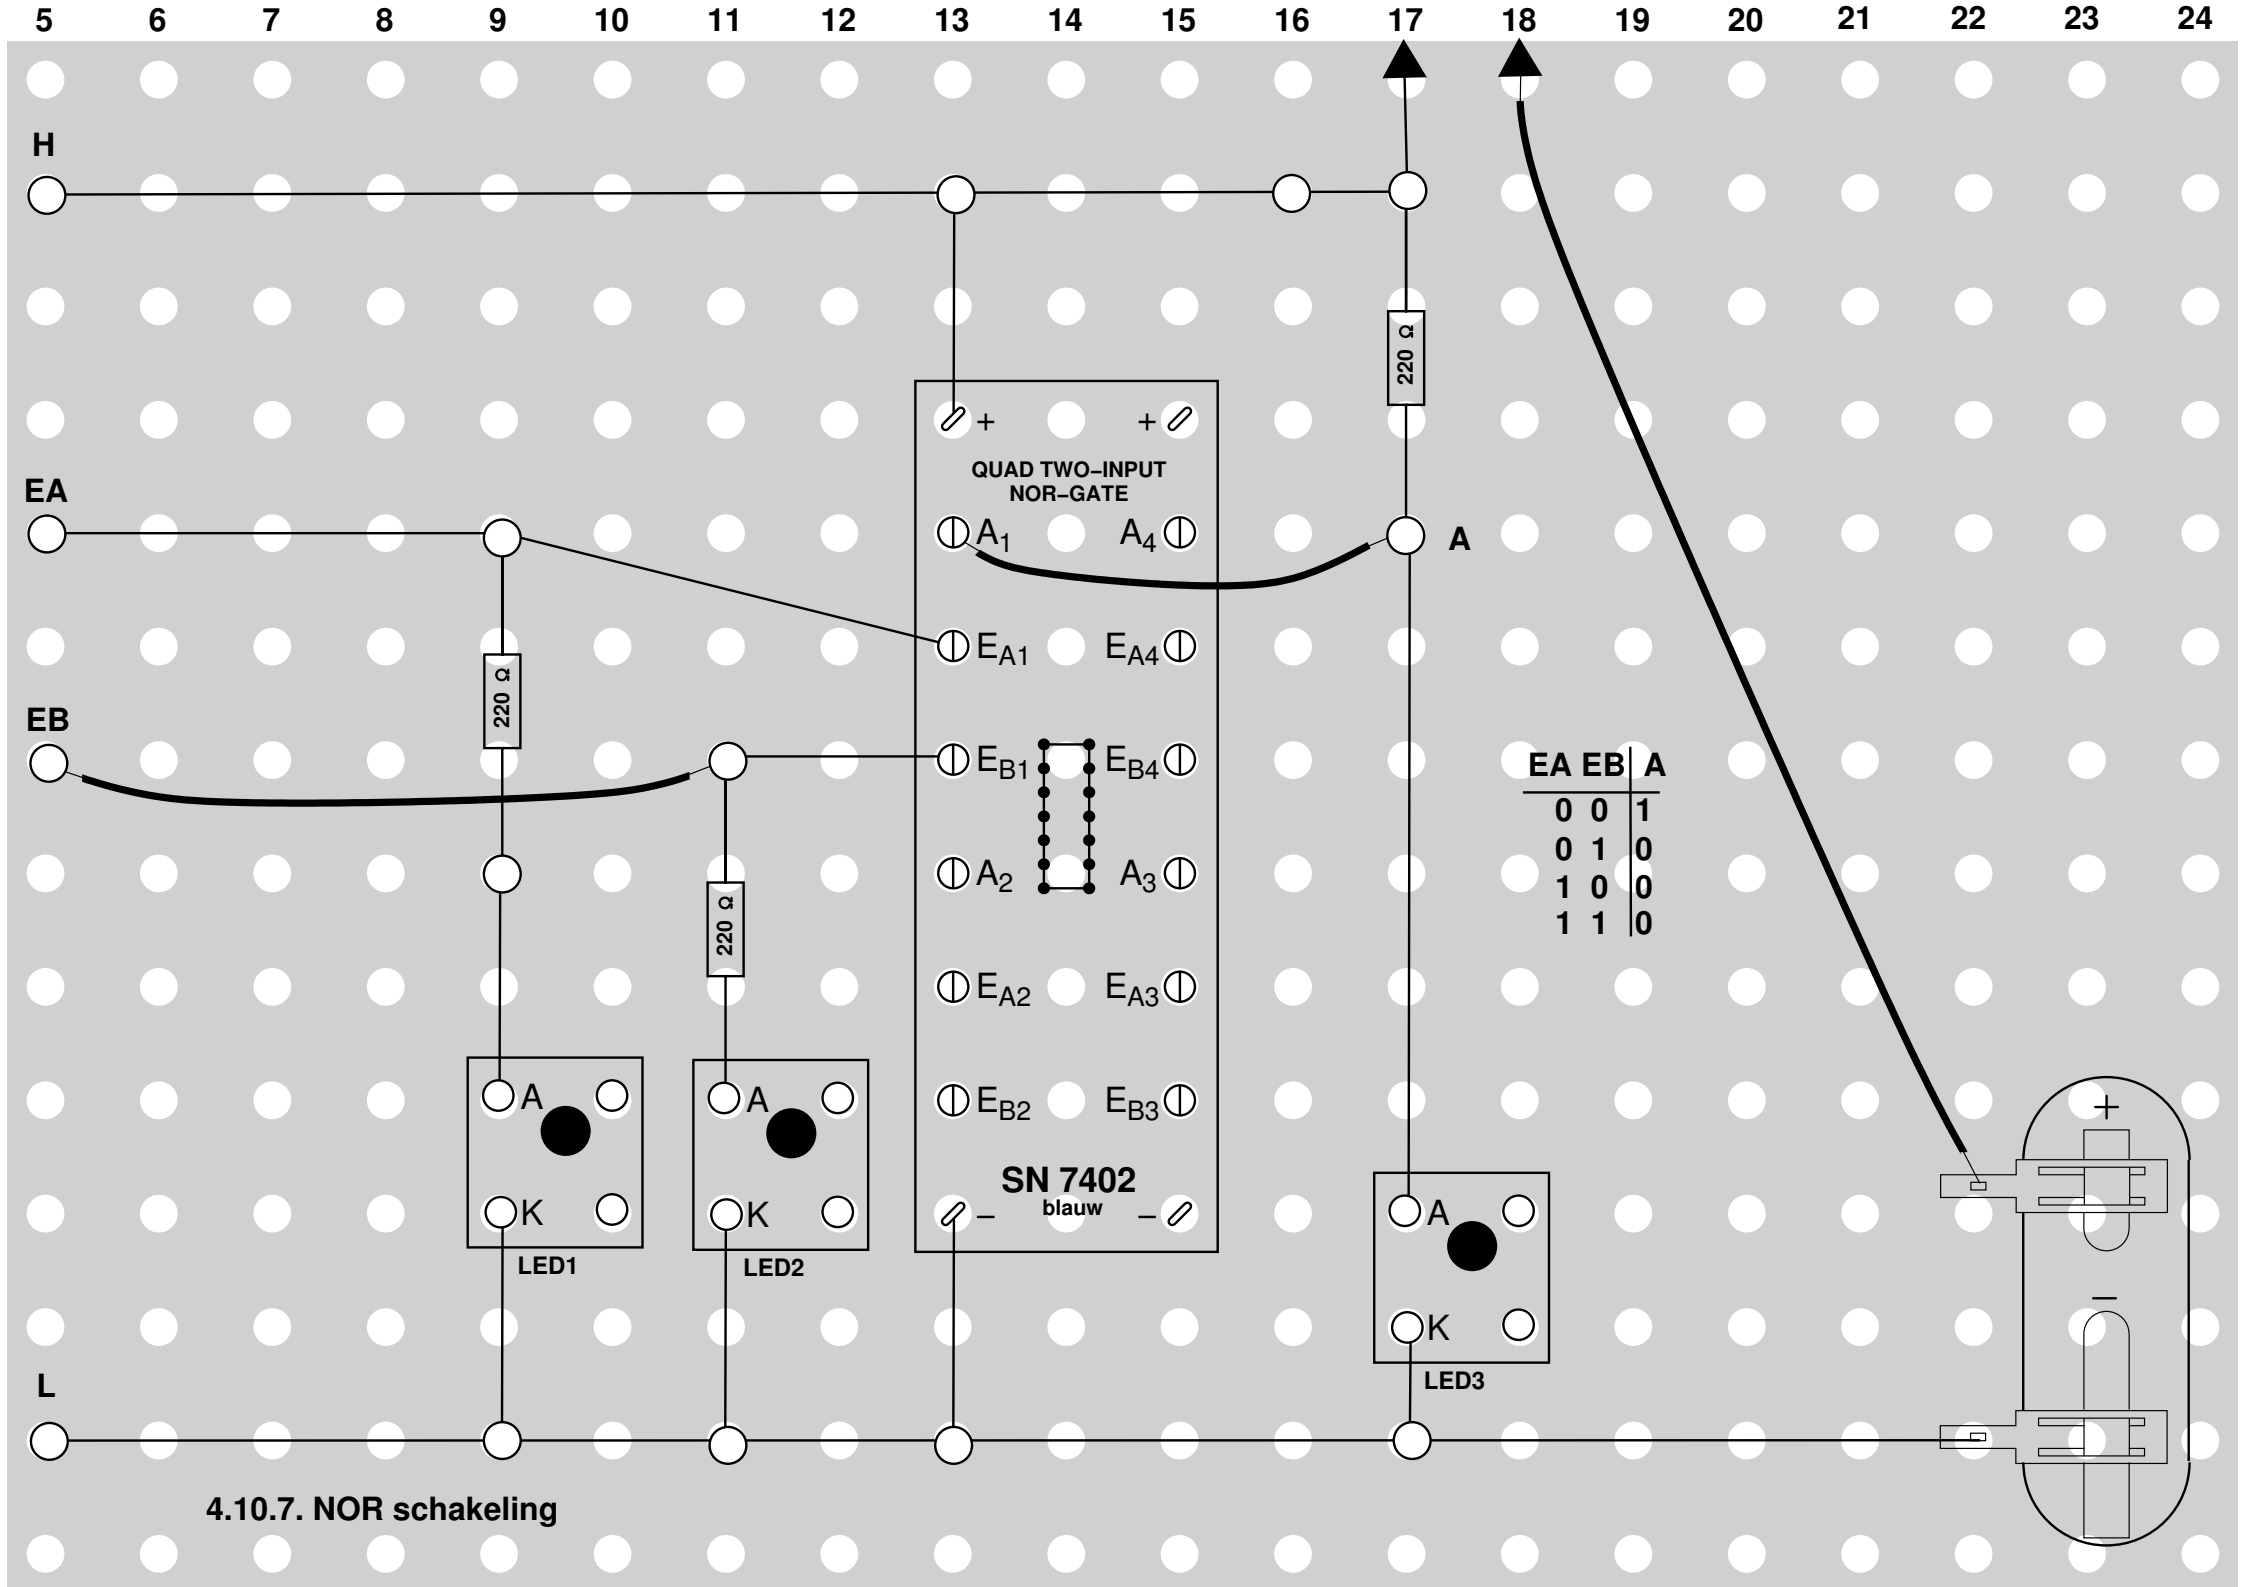 5 6 7 8 9 10 11 12 13 14 15 16 17 18 19 20 21 22 23 24
H
220 Ω
+ +
QUAD TWO–INPUT
NOR–GATE
EA
A1 A4
A
EA1 EA4
220 Ω
EB
EB1 EB4
EA EB A
0 0 1
0 1 0
1 0 0
1 1 0
A2 A3
220 Ω
EA2 EA3
A
A
EB2 EB3
+
SN 7402
blauw
K
K
– –
A
LED1
LED2
–
K
LED3
L
4.10.7. NOR schakeling